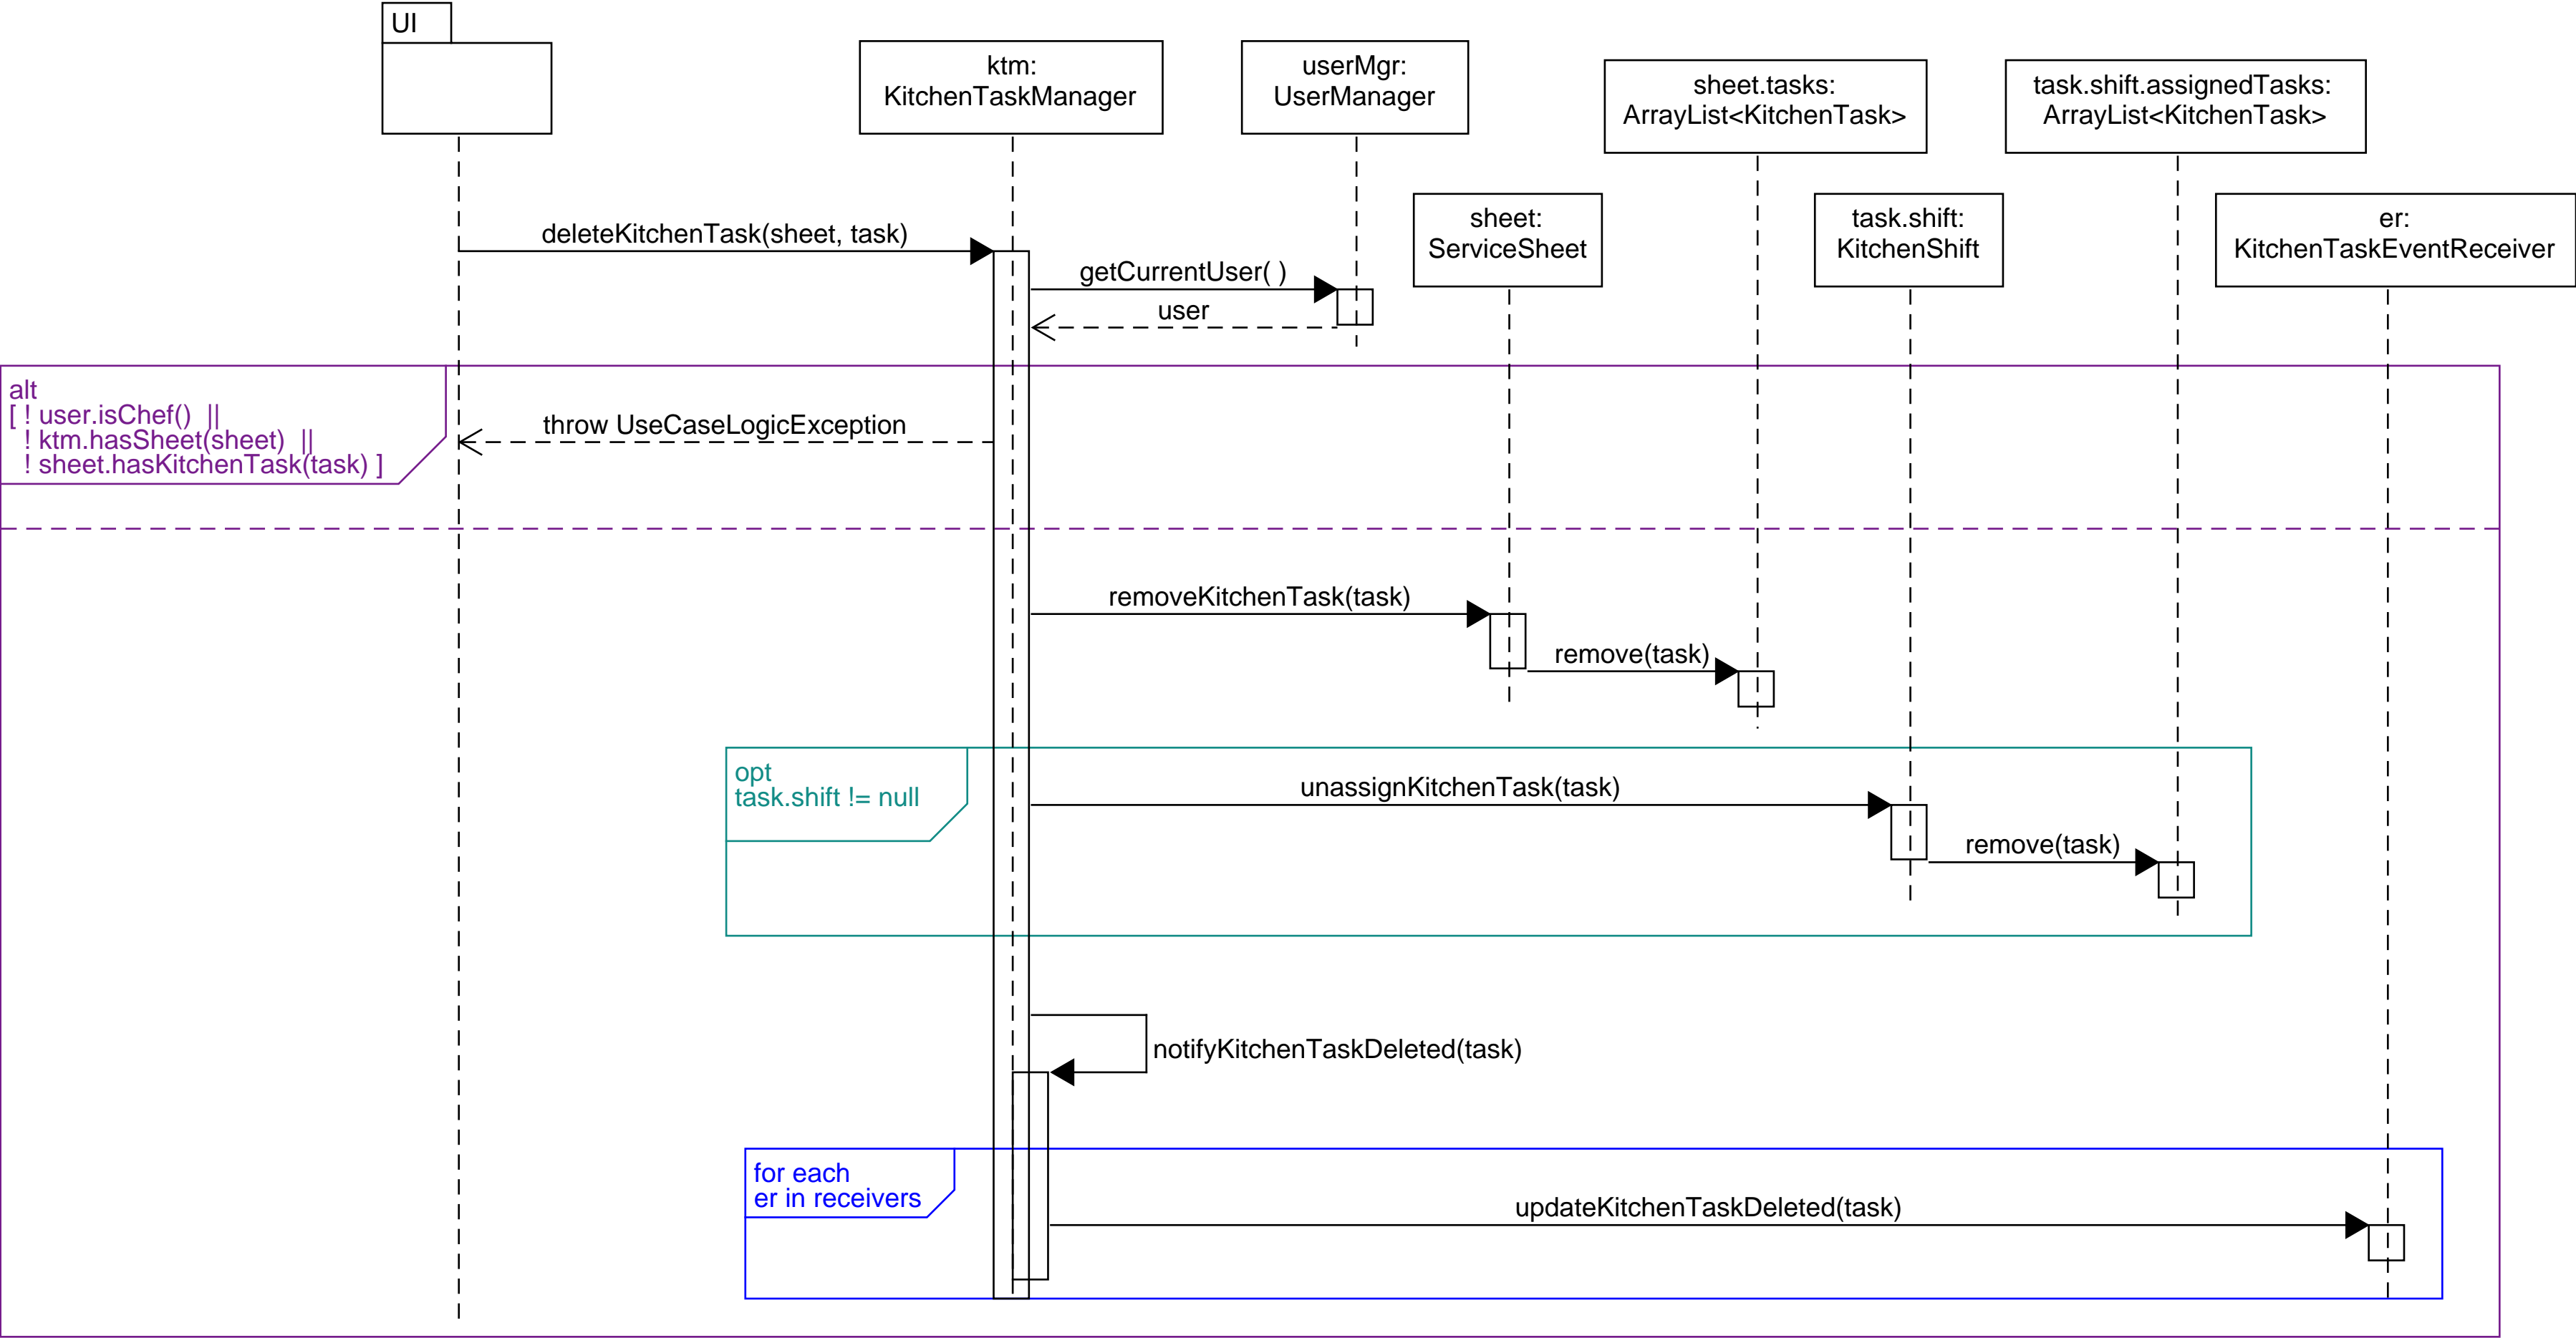 UI
ktm:
KitchenTaskManager
userMgr:
UserManager
sheet.tasks:
ArrayList<KitchenTask>
task.shift.assignedTasks:
ArrayList<KitchenTask>
sheet:
ServiceSheet
task.shift:
KitchenShift
er:
KitchenTaskEventReceiver
deleteKitchenTask(sheet, task)
getCurrentUser( )
user
alt
[ ! user.isChef()  ||
! ktm.hasSheet(sheet)  ||
! sheet.hasKitchenTask(task) ]
throw UseCaseLogicException
removeKitchenTask(task)
remove(task)
opt
task.shift != null
unassignKitchenTask(task)
remove(task)
notifyKitchenTaskDeleted(task)
for each
er in receivers
updateKitchenTaskDeleted(task)